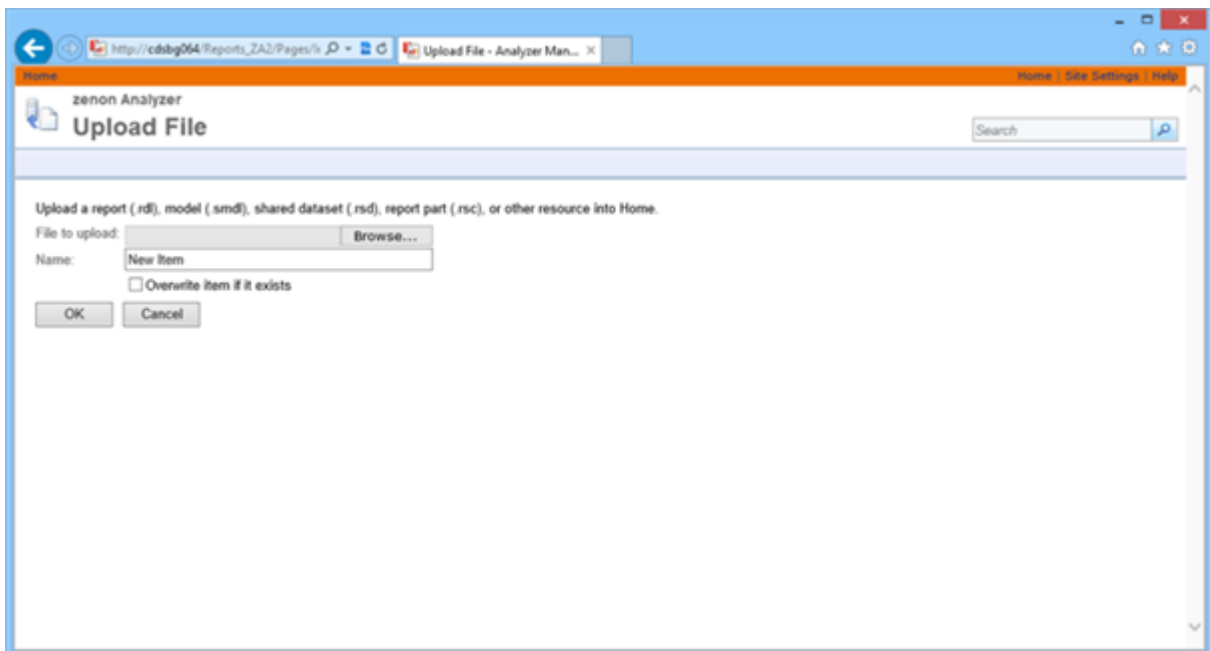 http://cdsbg064/Reports_ZA2/Pages/
Upload File - Analyzer Man...
Home
Home | Site Settings | Help
zenon Analyzer
Upload File
Search
Upload a report (.rdl), model (.smdl), shared dataset (.rsd), report part (.rsc), or other resource into Home.
File to upload:
Browse...
Name:
New Item
Overwrite item if it exists
OK
Cancel